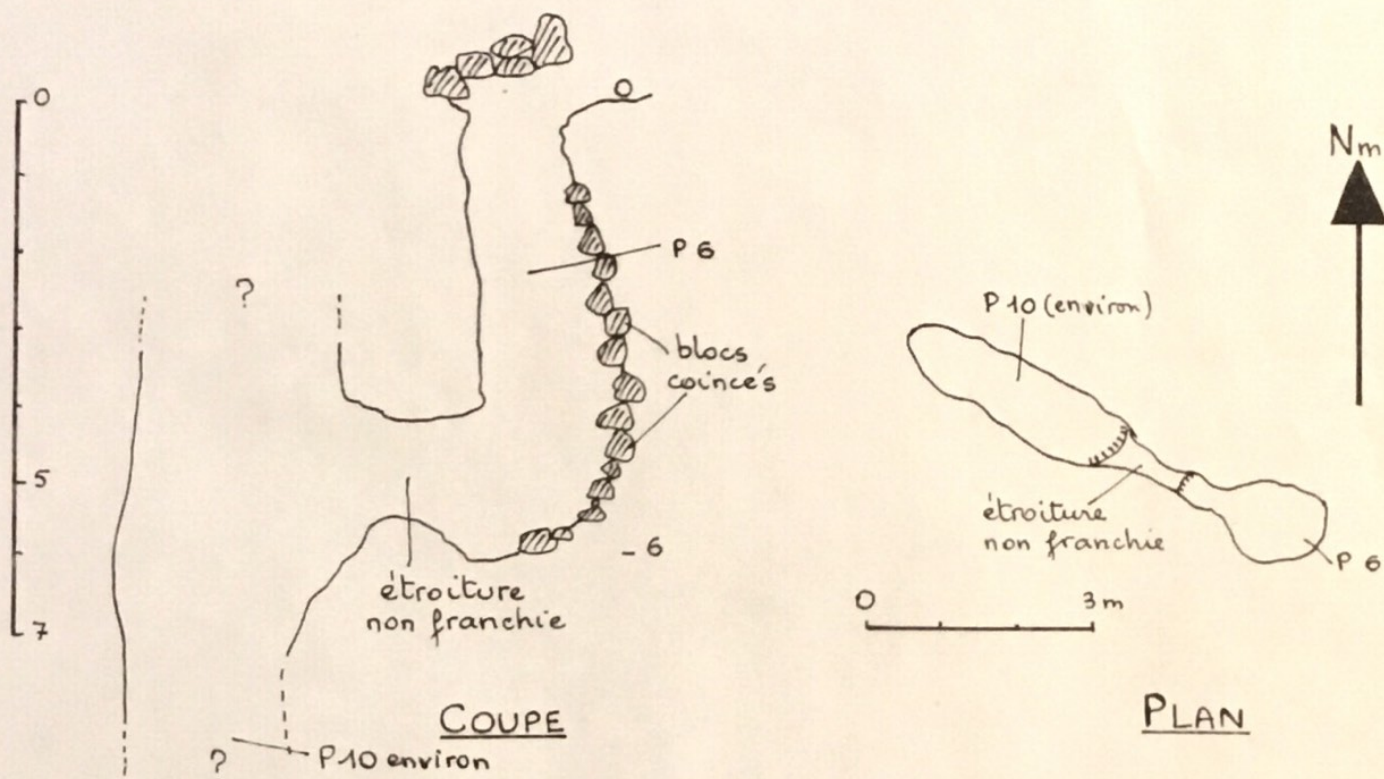 0
0
Nm
P 6
?
P 10 (environ)
blocs
coincés
5
- 6
étroiture
non franchie
étroiture
non franchie
P 6
0 3 m
7
COUPE
PLAN
?
P 10 environ